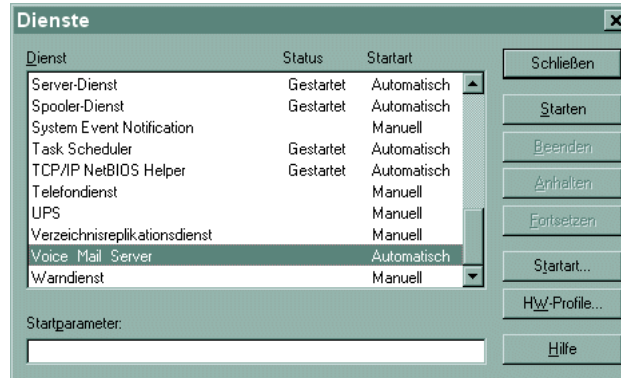 Dienste
Dienst Status Startart
Server-Dienst Gestartet Automatisch
Spooler-Dienst Gestartet Automatisch
System Event Notification Manuell
Task Scheduler Gestartet Automatisch
TCP/IP NetBIOS Helper Gestartet Automatisch
Telefondienst Manuell
UPS Manuell
Verzeichnisreplikationsdienst Manuell
Voice Mail Server Automatisch
Warndienst Manuell
Startparameter:
Schließen
Starten
Beenden
Anhalten
Fortsetzen
Startart...
HW-Profile...
Hilfe